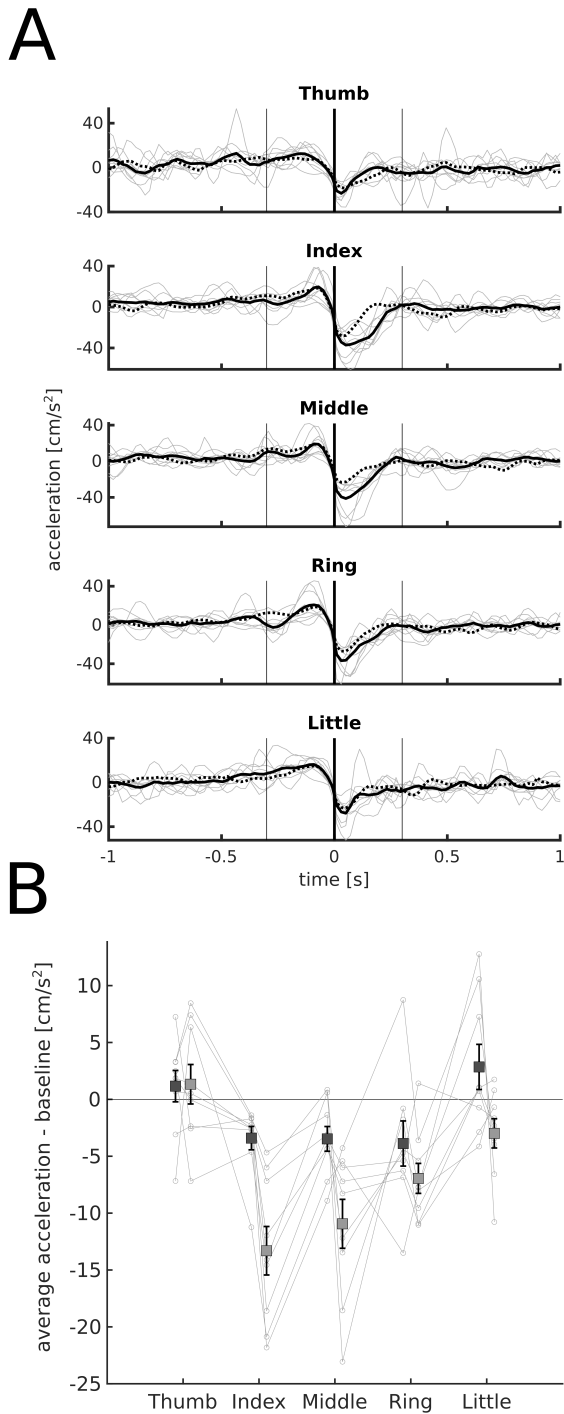 A
Thumb
40
0
-40
Index
40
0
-40
Middle
40
0
-40
acceleration [cm/s²]
Ring
40
0
-40
Little
40
0
-40
-1 -0.5 0 0.5 1
time [s]
B
average acceleration - baseline [cm/s²]
10
5
0
-5
-10
-15
-20
-25
Thumb Index Middle Ring Little